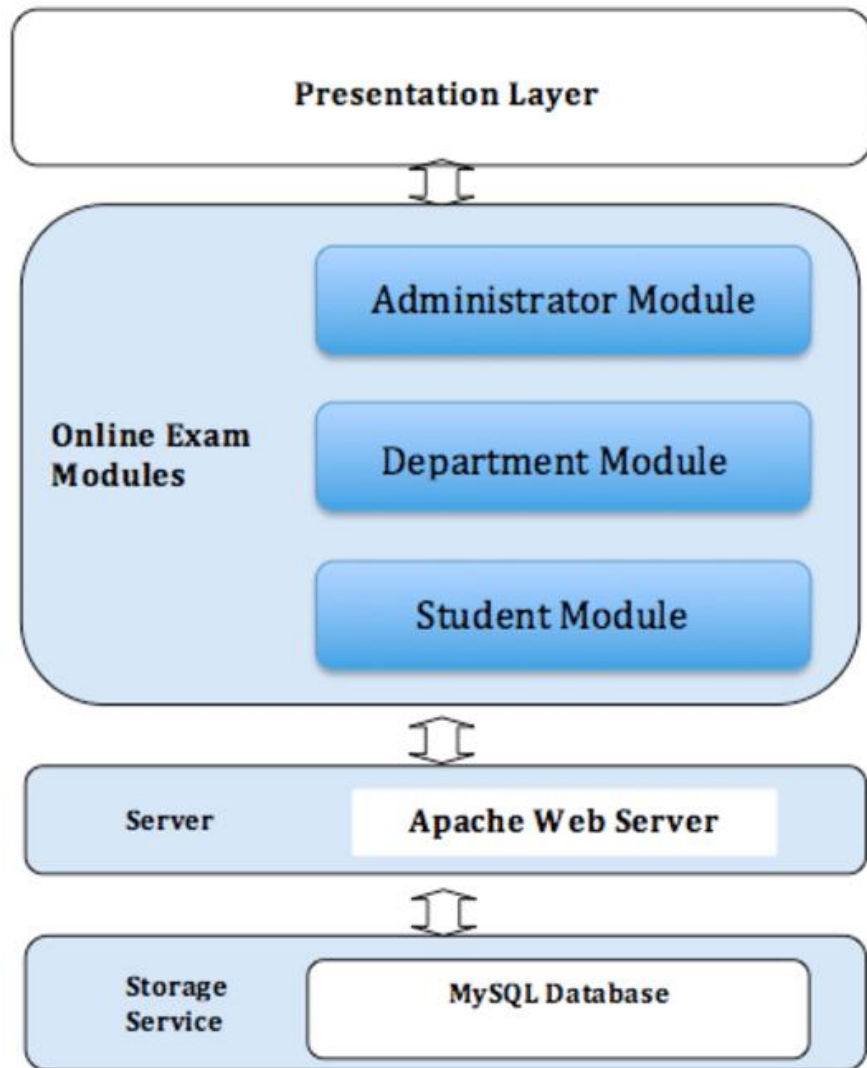 Presentation Layer
Administrator Module
Online Exam
Modules
Department Module
Student Module
Server
Apache Web Server
Storage
Service
MySQL Database